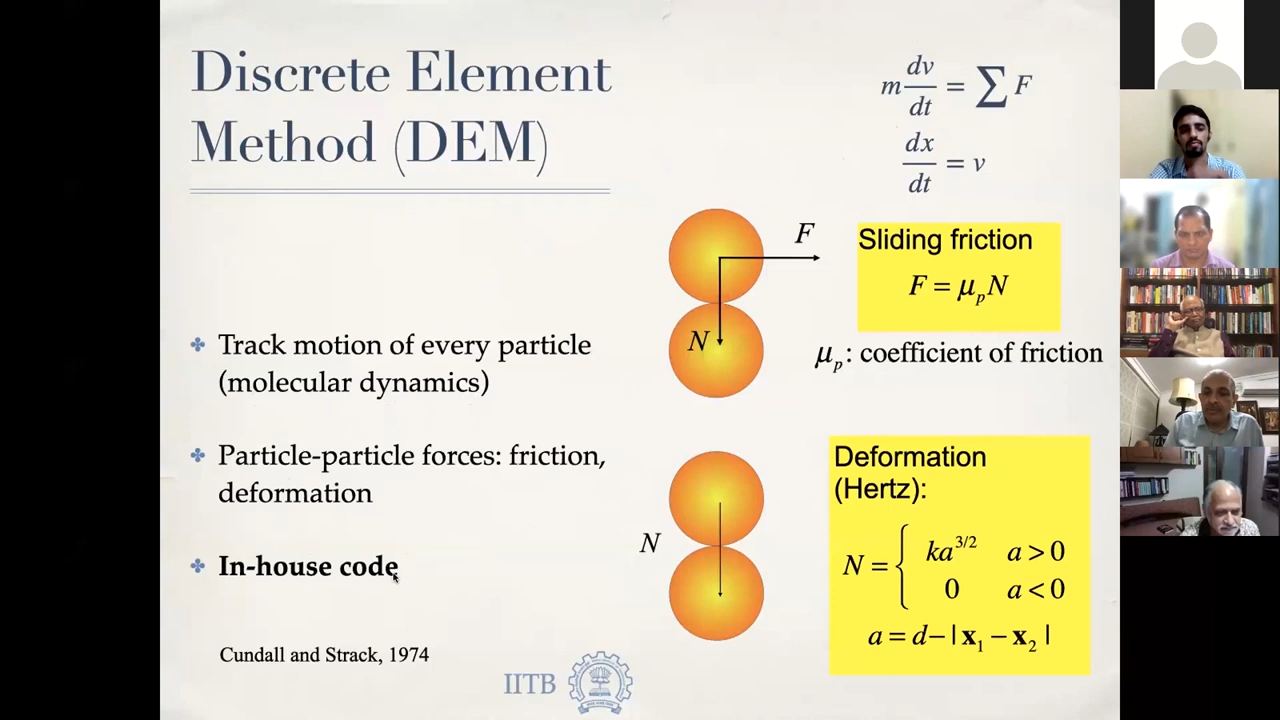 Discrete Element
Method (DEM)
m dv/dt = ∑ F
dx/dt = v
F
N
Sliding friction
F = μ_p N
μ_p : coefficient of friction
Track motion of every particle
(molecular dynamics)
Particle-particle forces: friction,
deformation
In-house code
N
Deformation
(Hertz):
N = { ka^{3/2} a > 0
0 a < 0
a = d − | x_1 − x_2 |
Cundall and Strack, 1974
IITB